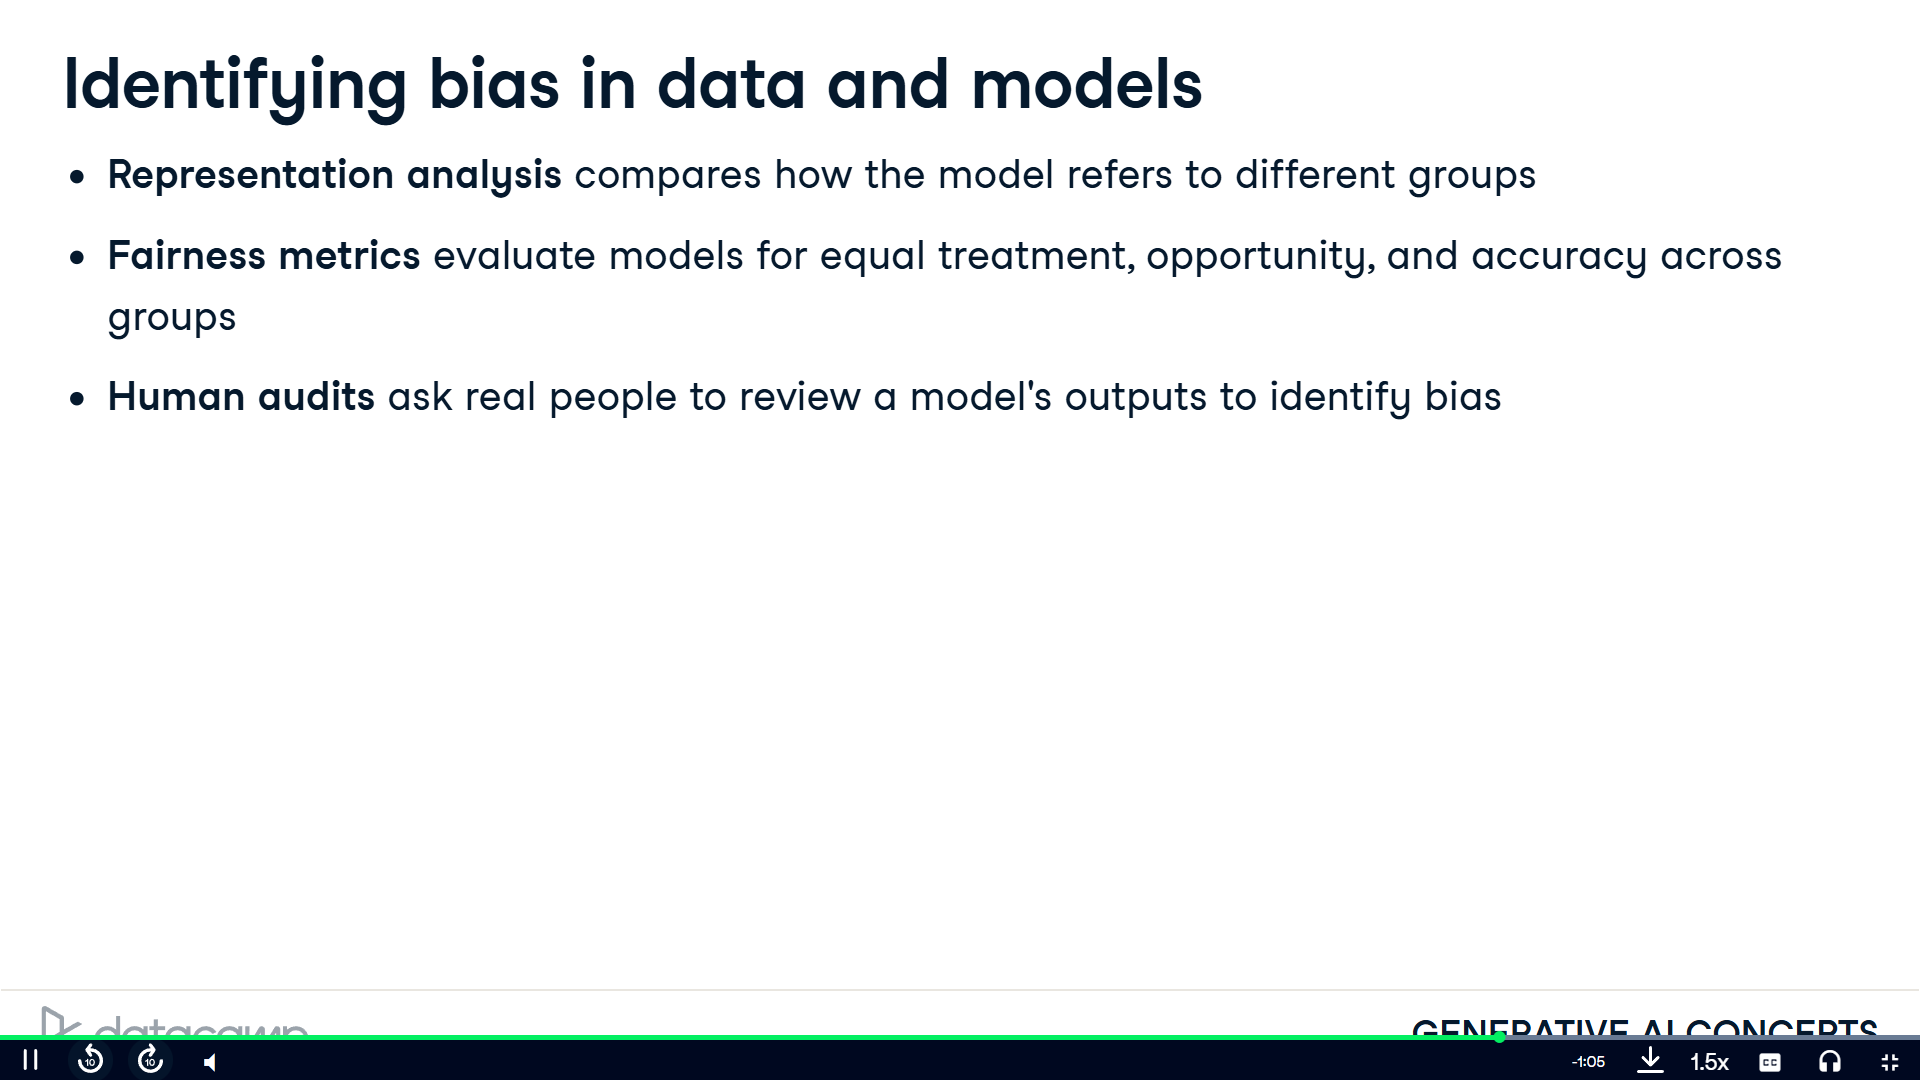 Identifying bias in data and models
• Representation analysis compares how the model refers to different groups
• Fairness metrics evaluate models for equal treatment, opportunity, and accuracy across
groups
• Human audits ask real people to review a model's outputs to identify bias
datacamp
GENERATIVE AI CONCEPTS
10
10
-1:05
1.5x
CC